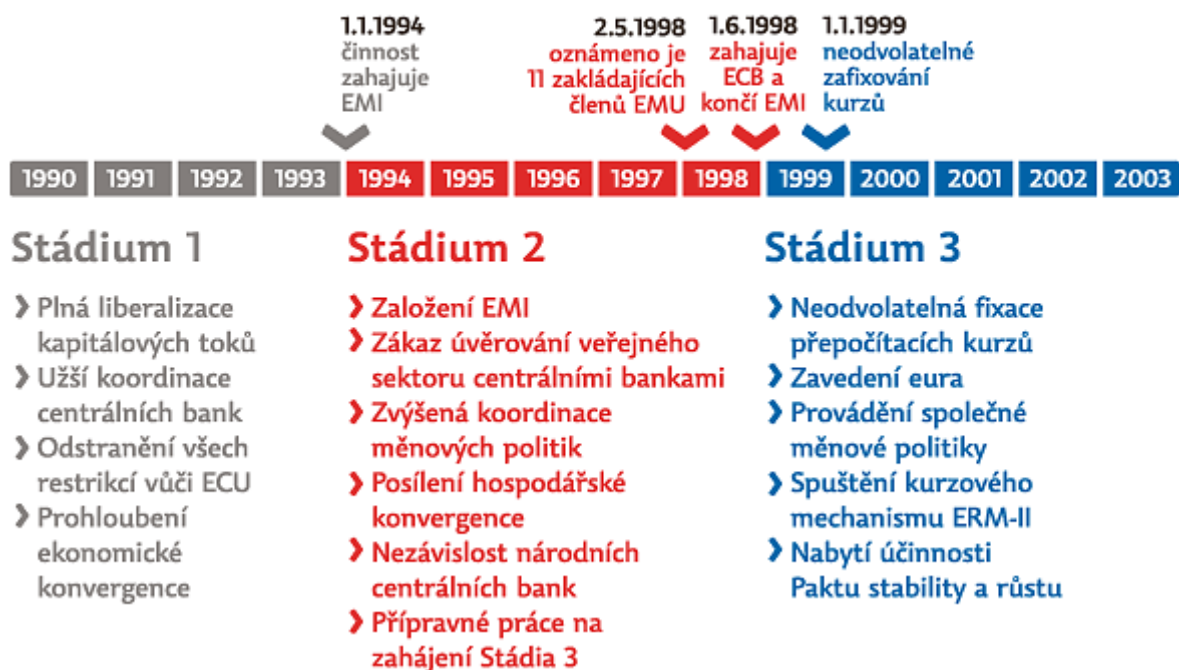 1.1.1994
činnost
zahajuje
EMI
2.5.1998
oznámeno je
11 zakládajících
členů EMU
1.6.1998
zahajuje
ECB a
končí EMI
1.1.1999
neodvolatelné
zafixování
kurzů
1990 1991 1992 1993 1994 1995 1996 1997 1998 1999 2000 2001 2002 2003
Stádium 1
Plná liberalizace
kapitálových toků
Užší koordinace
centrálních bank
Odstranění všech
restrikcí vůči ECU
Prohloubení
ekonomické
konvergence
Stádium 2
Založení EMI
Zákaz úvěrování veřejného
sektoru centrálními bankami
Zvýšená koordinace
měnových politik
Posílení hospodářské
konvergence
Nezávislost národních
centrálních bank
Přípravné práce na
zahájení Stádia 3
Stádium 3
Neodvolatelná fixace
přepočítacích kurzů
Zavedení eura
Provádění společné
měnové politiky
Spuštění kurzového
mechanismu ERM-II
Nabytí účinnosti
Paktu stability a růstu